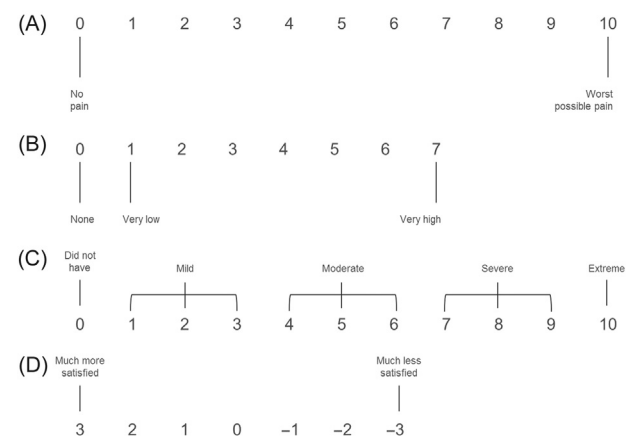 (A) 0 1 2 3 4 5 6 7 8 9 10
No Worst
pain possible pain
(B) 0 1 2 3 4 5 6 7
None Very low Very high
(C) Did not
have Mild Moderate Severe Extreme
0 1 2 3 4 5 6 7 8 9 10
(D) Much more Much less
satisfied satisfied
3 2 1 0 –1 –2 –3